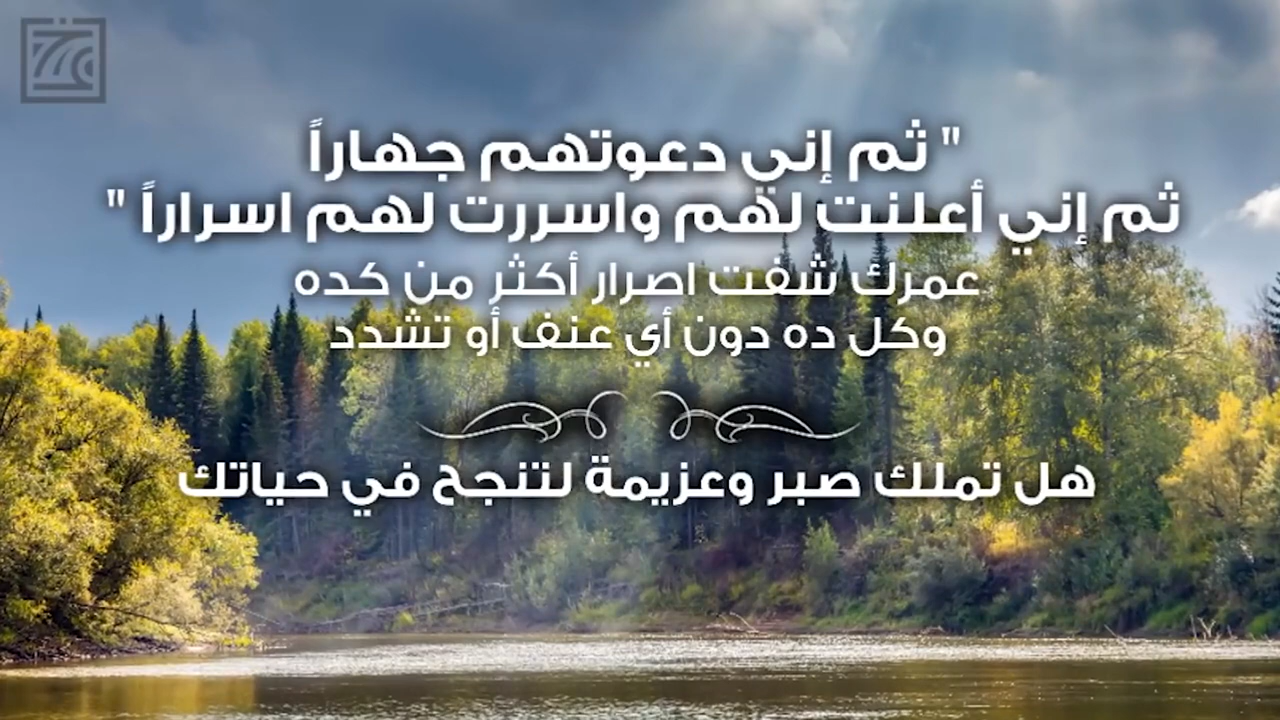 " ثم إني دعوتهم جهاراً
ثم إني أعلنت لهم واسررت لهم اسراراً "
عمرك شفت اصرار أكثر من كده
وكل ده دون أي عنف أو تشدد
هل تملك صبر وعزيمة لتنجح في حياتك